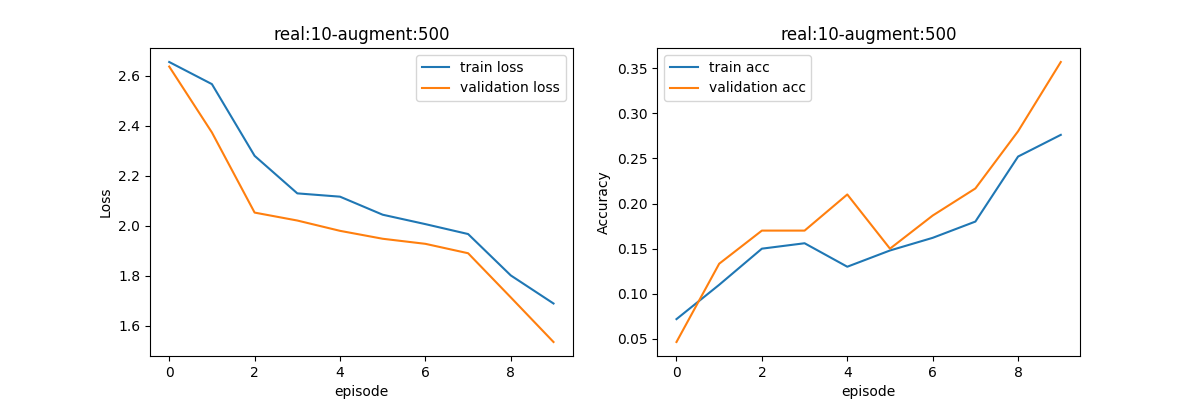 real:10-augment:500
train loss
validation loss
2.6
2.4
2.2
2.0
1.8
1.6
Loss
0
2
4
6
8
episode
real:10-augment:500
train acc
validation acc
0.35
0.30
0.25
0.20
0.15
0.10
0.05
Accuracy
0
2
4
6
8
episode